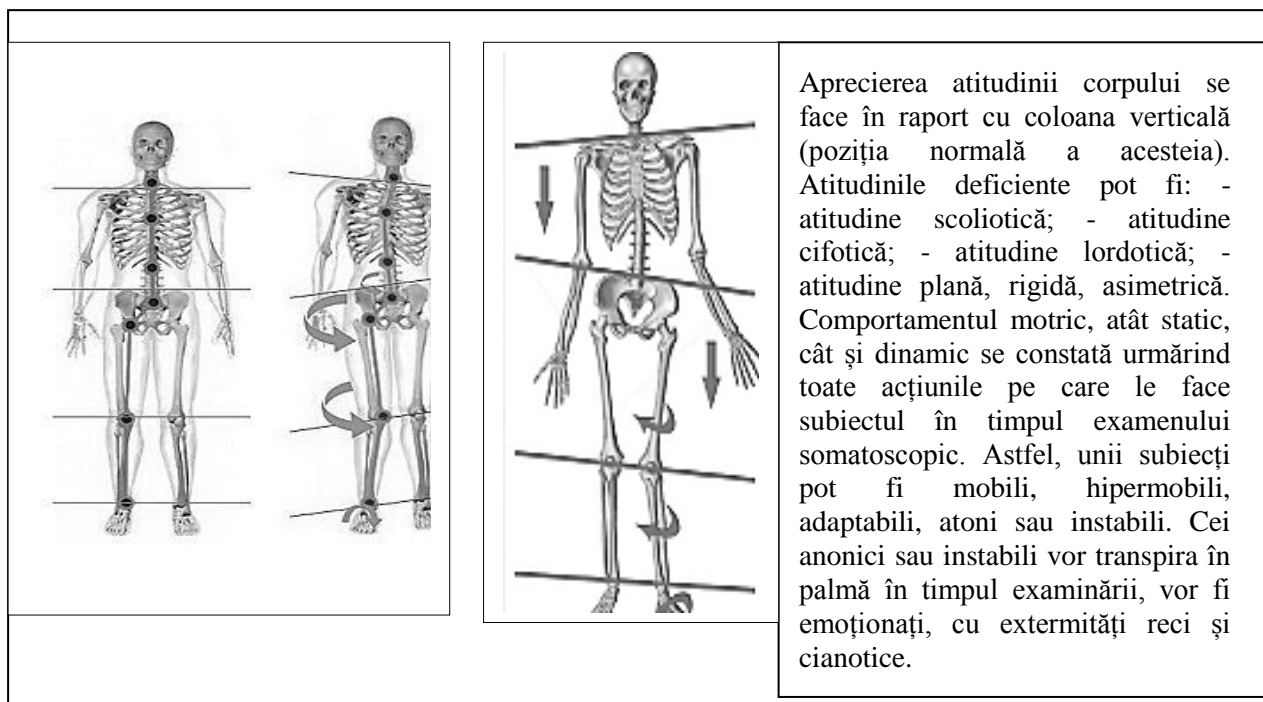 Aprecierea atitudinii corpului se
face în raport cu coloana verticală
(poziția normală a acesteia).
Atitudinile deficiente pot fi: -
atitudine scoliotică; - atitudine
cifotică; - atitudine lordotică; -
atitudine plană, rigidă, asimetrică.
Comportamentul motric, atât static,
cât și dinamic se constată urmărind
toate acțiunile pe care le face
subiectul în timpul examenului
somatoscopic. Astfel, unii subiecți
pot fi mobili, hipermobili,
adaptabili, atoni sau instabili. Cei
anonici sau instabili vor transpira în
palmă în timpul examinării, vor fi
emoționați, cu extermități reci și
cianotice.